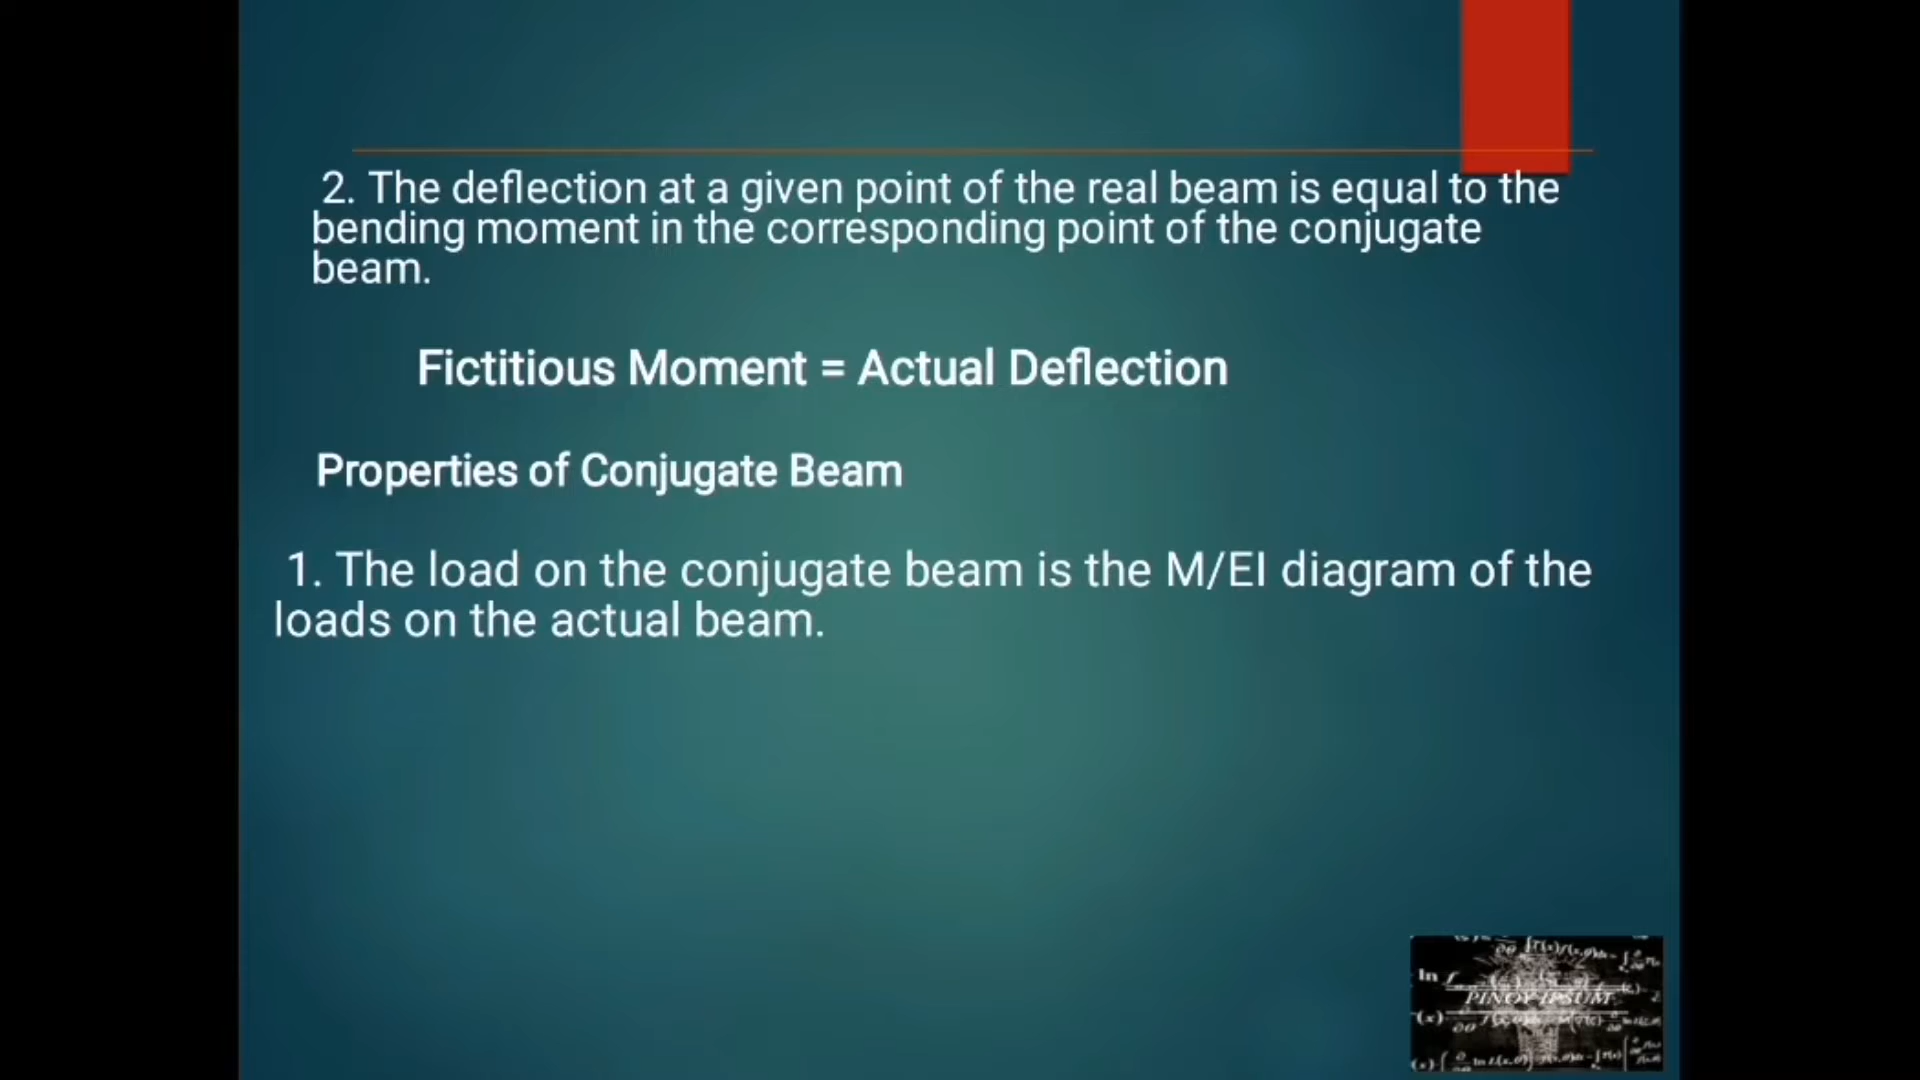 2. The deflection at a given point of the real beam is equal to the
bending moment in the corresponding point of the conjugate
beam.
Fictitious Moment = Actual Deflection
Properties of Conjugate Beam
1. The load on the conjugate beam is the M/EI diagram of the
loads on the actual beam.
PINOY IPSUM